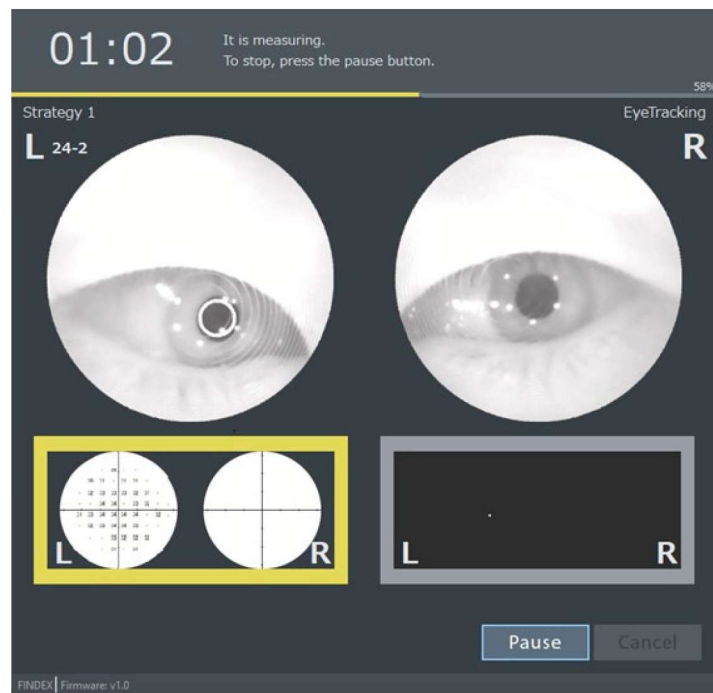 01:02
It is measuring.
To stop, press the pause button.
58%
Strategy 1
EyeTracking
L 24-2
R
L
R
L
R
Pause
Cancel
FINDEX Firmware: v1.0